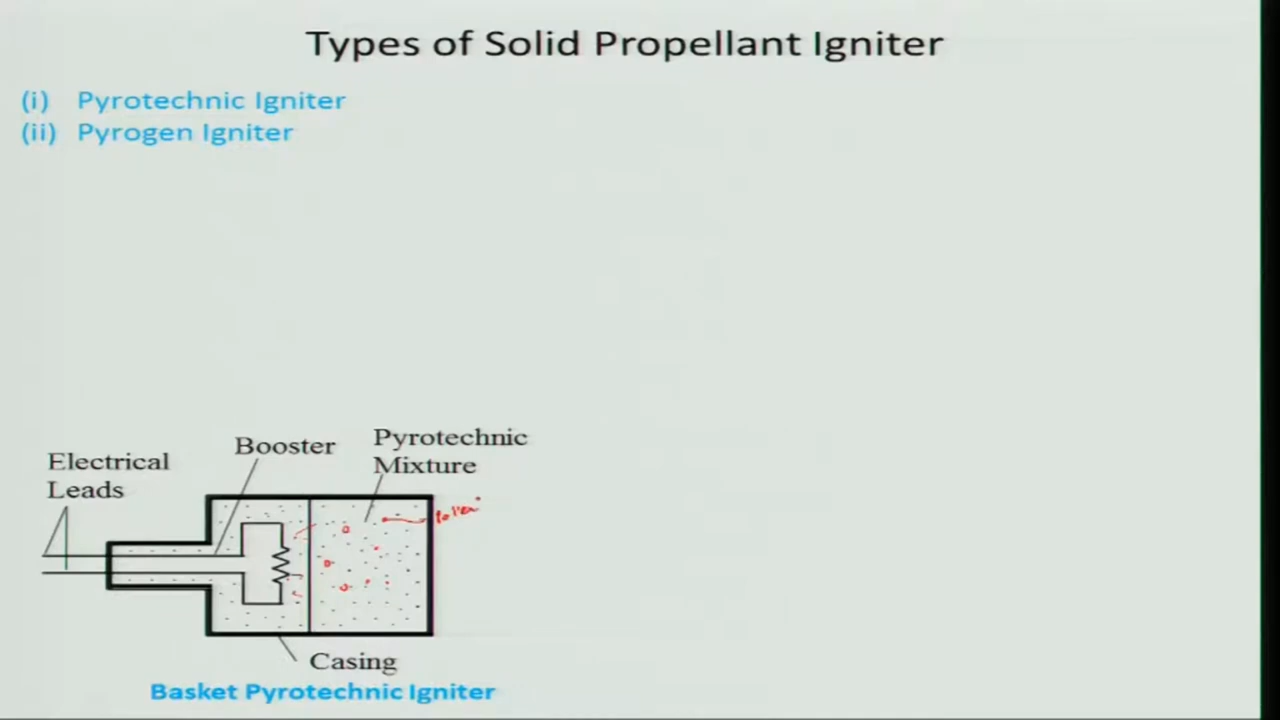 Types of Solid Propellant Igniter
(i) Pyrotechnic Igniter
(ii) Pyrogen Igniter
Electrical
Leads
Booster
Pyrotechnic
Mixture
Casing
Basket Pyrotechnic Igniter